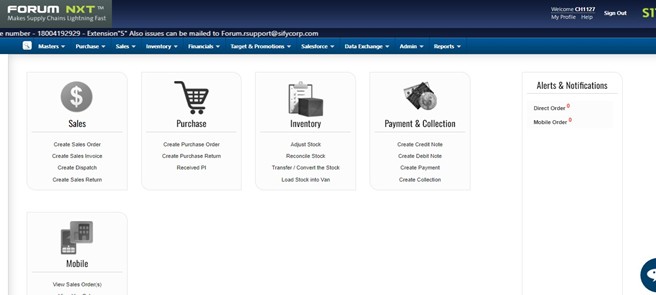 FORUM NXT™
Makes Supply Chains Lightning Fast
Welcome CH1127
My Profile Help
Sign Out
e number - 18004192929 - Extension"5" Also issues can be mailed to Forum.rsupport@sifycorp.com
Masters Purchase Sales Inventory Financials Target & Promotions Salesforce Data Exchange Admin Reports
Sales
Create Sales Order
Create Sales Invoice
Create Dispatch
Create Sales Return
Purchase
Create Purchase Order
Create Purchase Return
Received PI
Inventory
Adjust Stock
Reconcile Stock
Transfer / Convert the Stock
Load Stock into Van
Payment & Collection
Create Credit Note
Create Debit Note
Create Payment
Create Collection
Alerts & Notifications
Direct Order 0
Mobile Order 0
Mobile
View Sales Order(s)